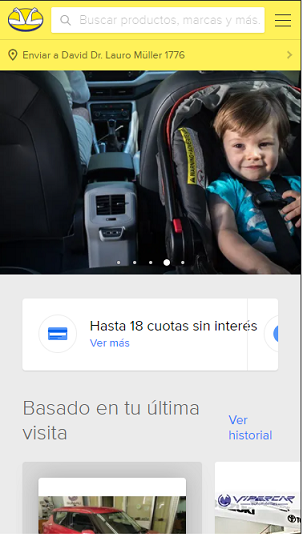 Buscar productos, marcas y más...
Enviar a David Dr. Lauro Müller 1776
WARNING
Hasta 18 cuotas sin interés
Ver más
Basado en tu última visita
Ver historial
VIPERCAR